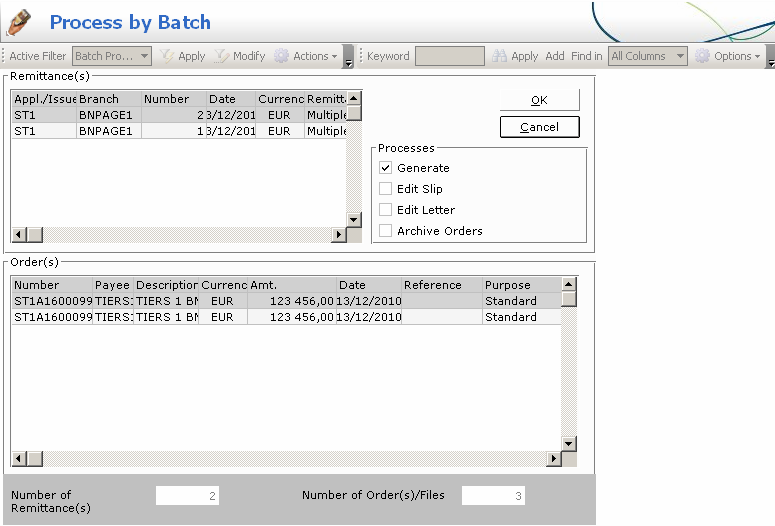 Process by Batch
Active Filter Batch Pro... Apply Modify Actions Keyword Apply Add Find in All Columns Options
Remittance(s)
Appl./Issue Branch Number Date Currenc Remitta
ST1 BNPAGE1 2 3/12/201 EUR Multiple
ST1 BNPAGE1 1 3/12/201 EUR Multiple
OK
Cancel
Processes
Generate
Edit Slip
Edit Letter
Archive Orders
Order(s)
Number Payee Description Currenc Amt. Date Reference Purpose
ST1A1600099 TIERS1 TIERS 1 BN EUR 123 456,00 13/12/2010 Standard
ST1A1600099 TIERS1 TIERS 1 BN EUR 123 456,00 13/12/2010 Standard
Number of
Remittance(s)
2
Number of Order(s)/Files
3